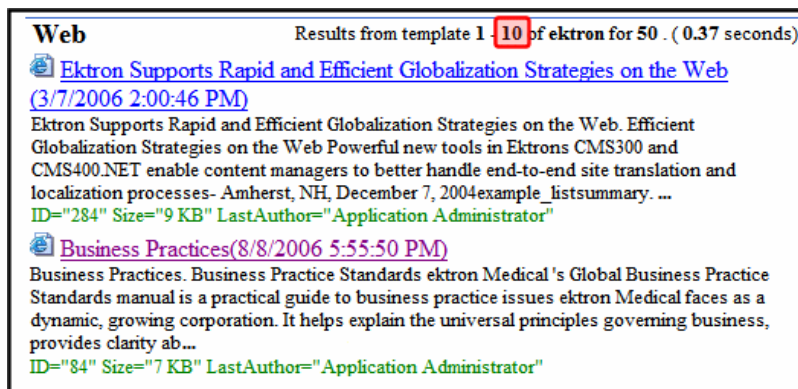 Web Results from template 1 - 10 of ektron for 50 . ( 0.37 seconds)
Ektron Supports Rapid and Efficient Globalization Strategies on the Web
(3/7/2006 2:00:46 PM)
Ektron Supports Rapid and Efficient Globalization Strategies on the Web. Efficient
Globalization Strategies on the Web Powerful new tools in Ektrons CMS300 and
CMS400.NET enable content managers to better handle end-to-end site translation and
localization processes- Amherst, NH, December 7, 2004example_listsummary. ...
ID="284" Size="9 KB" LastAuthor="Application Administrator"
Business Practices(8/8/2006 5:55:50 PM)
Business Practices. Business Practice Standards ektron Medical 's Global Business Practice
Standards manual is a practical guide to business practice issues ektron Medical faces as a
dynamic, growing corporation. It helps explain the universal principles governing business,
provides clarity ab...
ID="84" Size="7 KB" LastAuthor="Application Administrator"